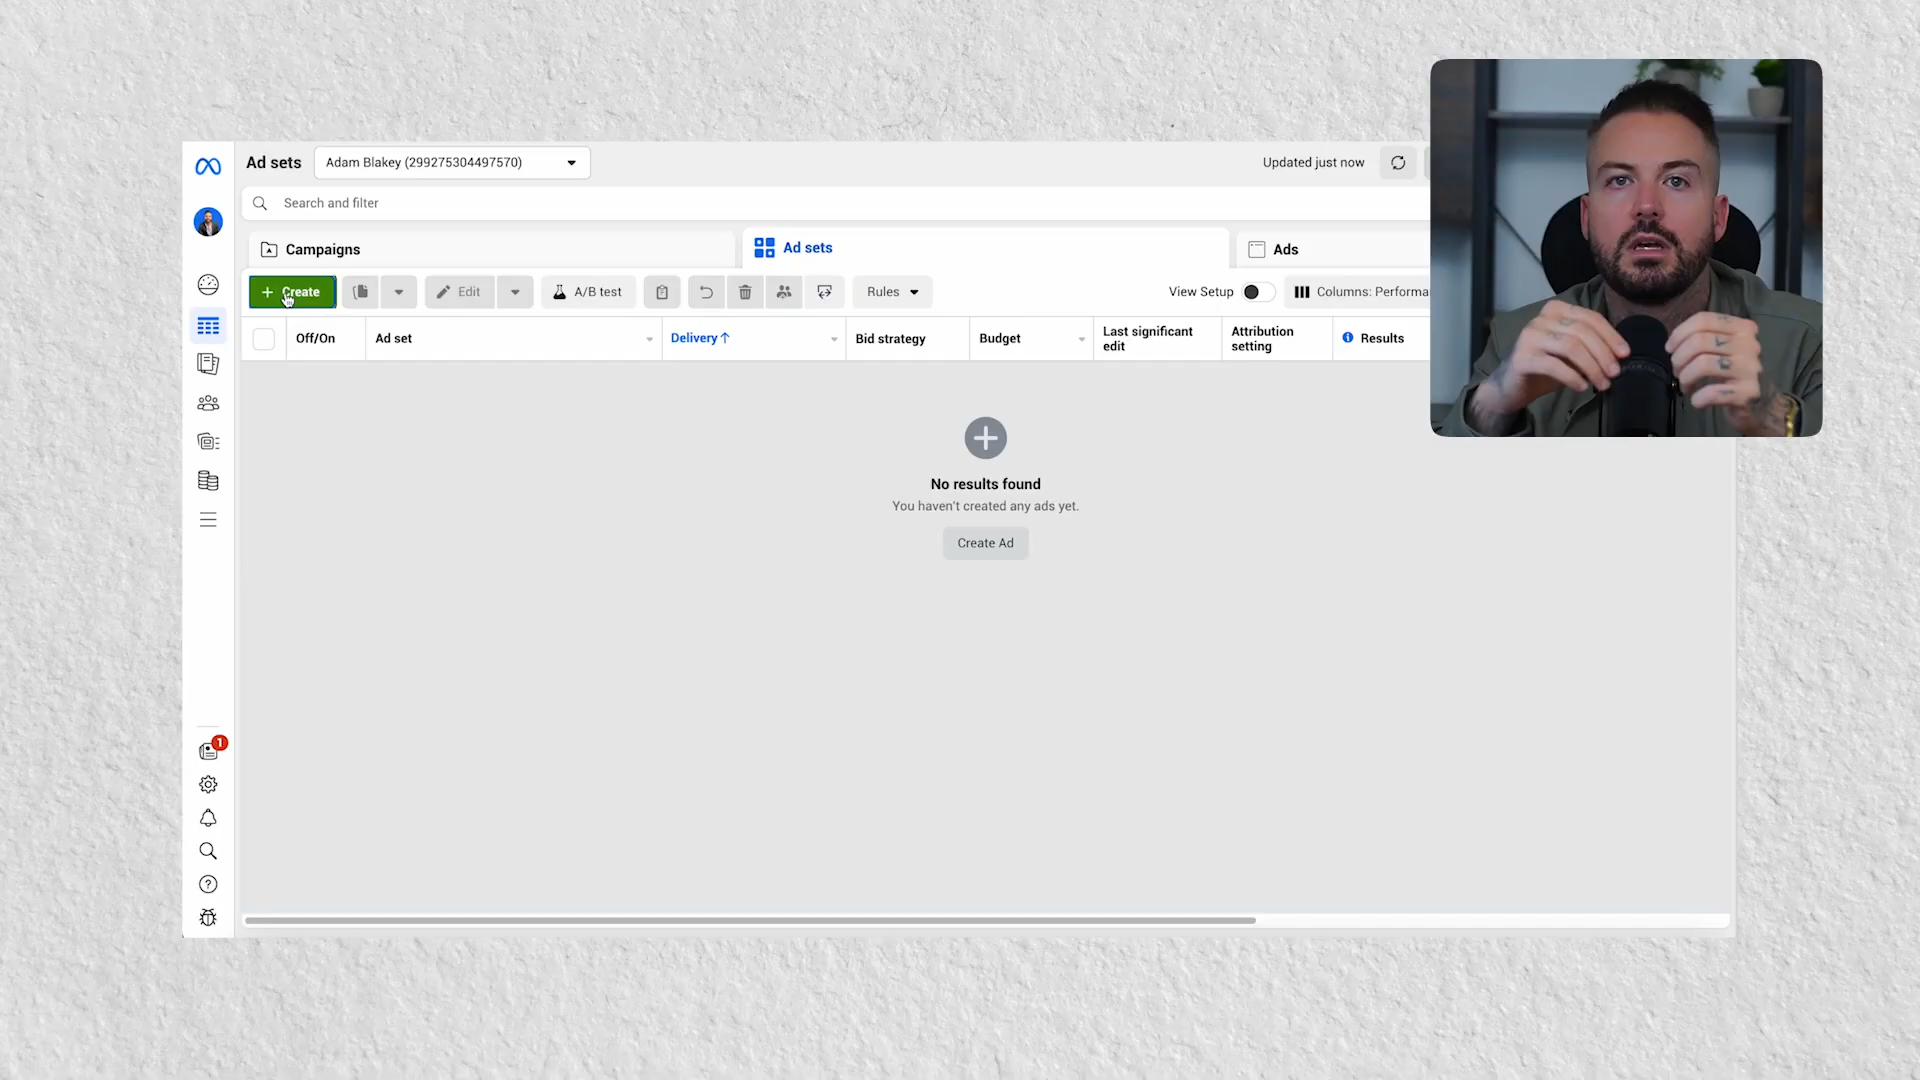 Ad sets
Adam Blakey (299275304497570)
Updated just now
Search and filter
Campaigns
Ad sets
Ads
Create
Edit
A/B test
Rules
View Setup
Columns: Performa
Off/On
Ad set
Delivery↑
Bid strategy
Budget
Last significant
edit
Attribution
setting
Results
No results found
You haven't created any ads yet.
Create Ad
1